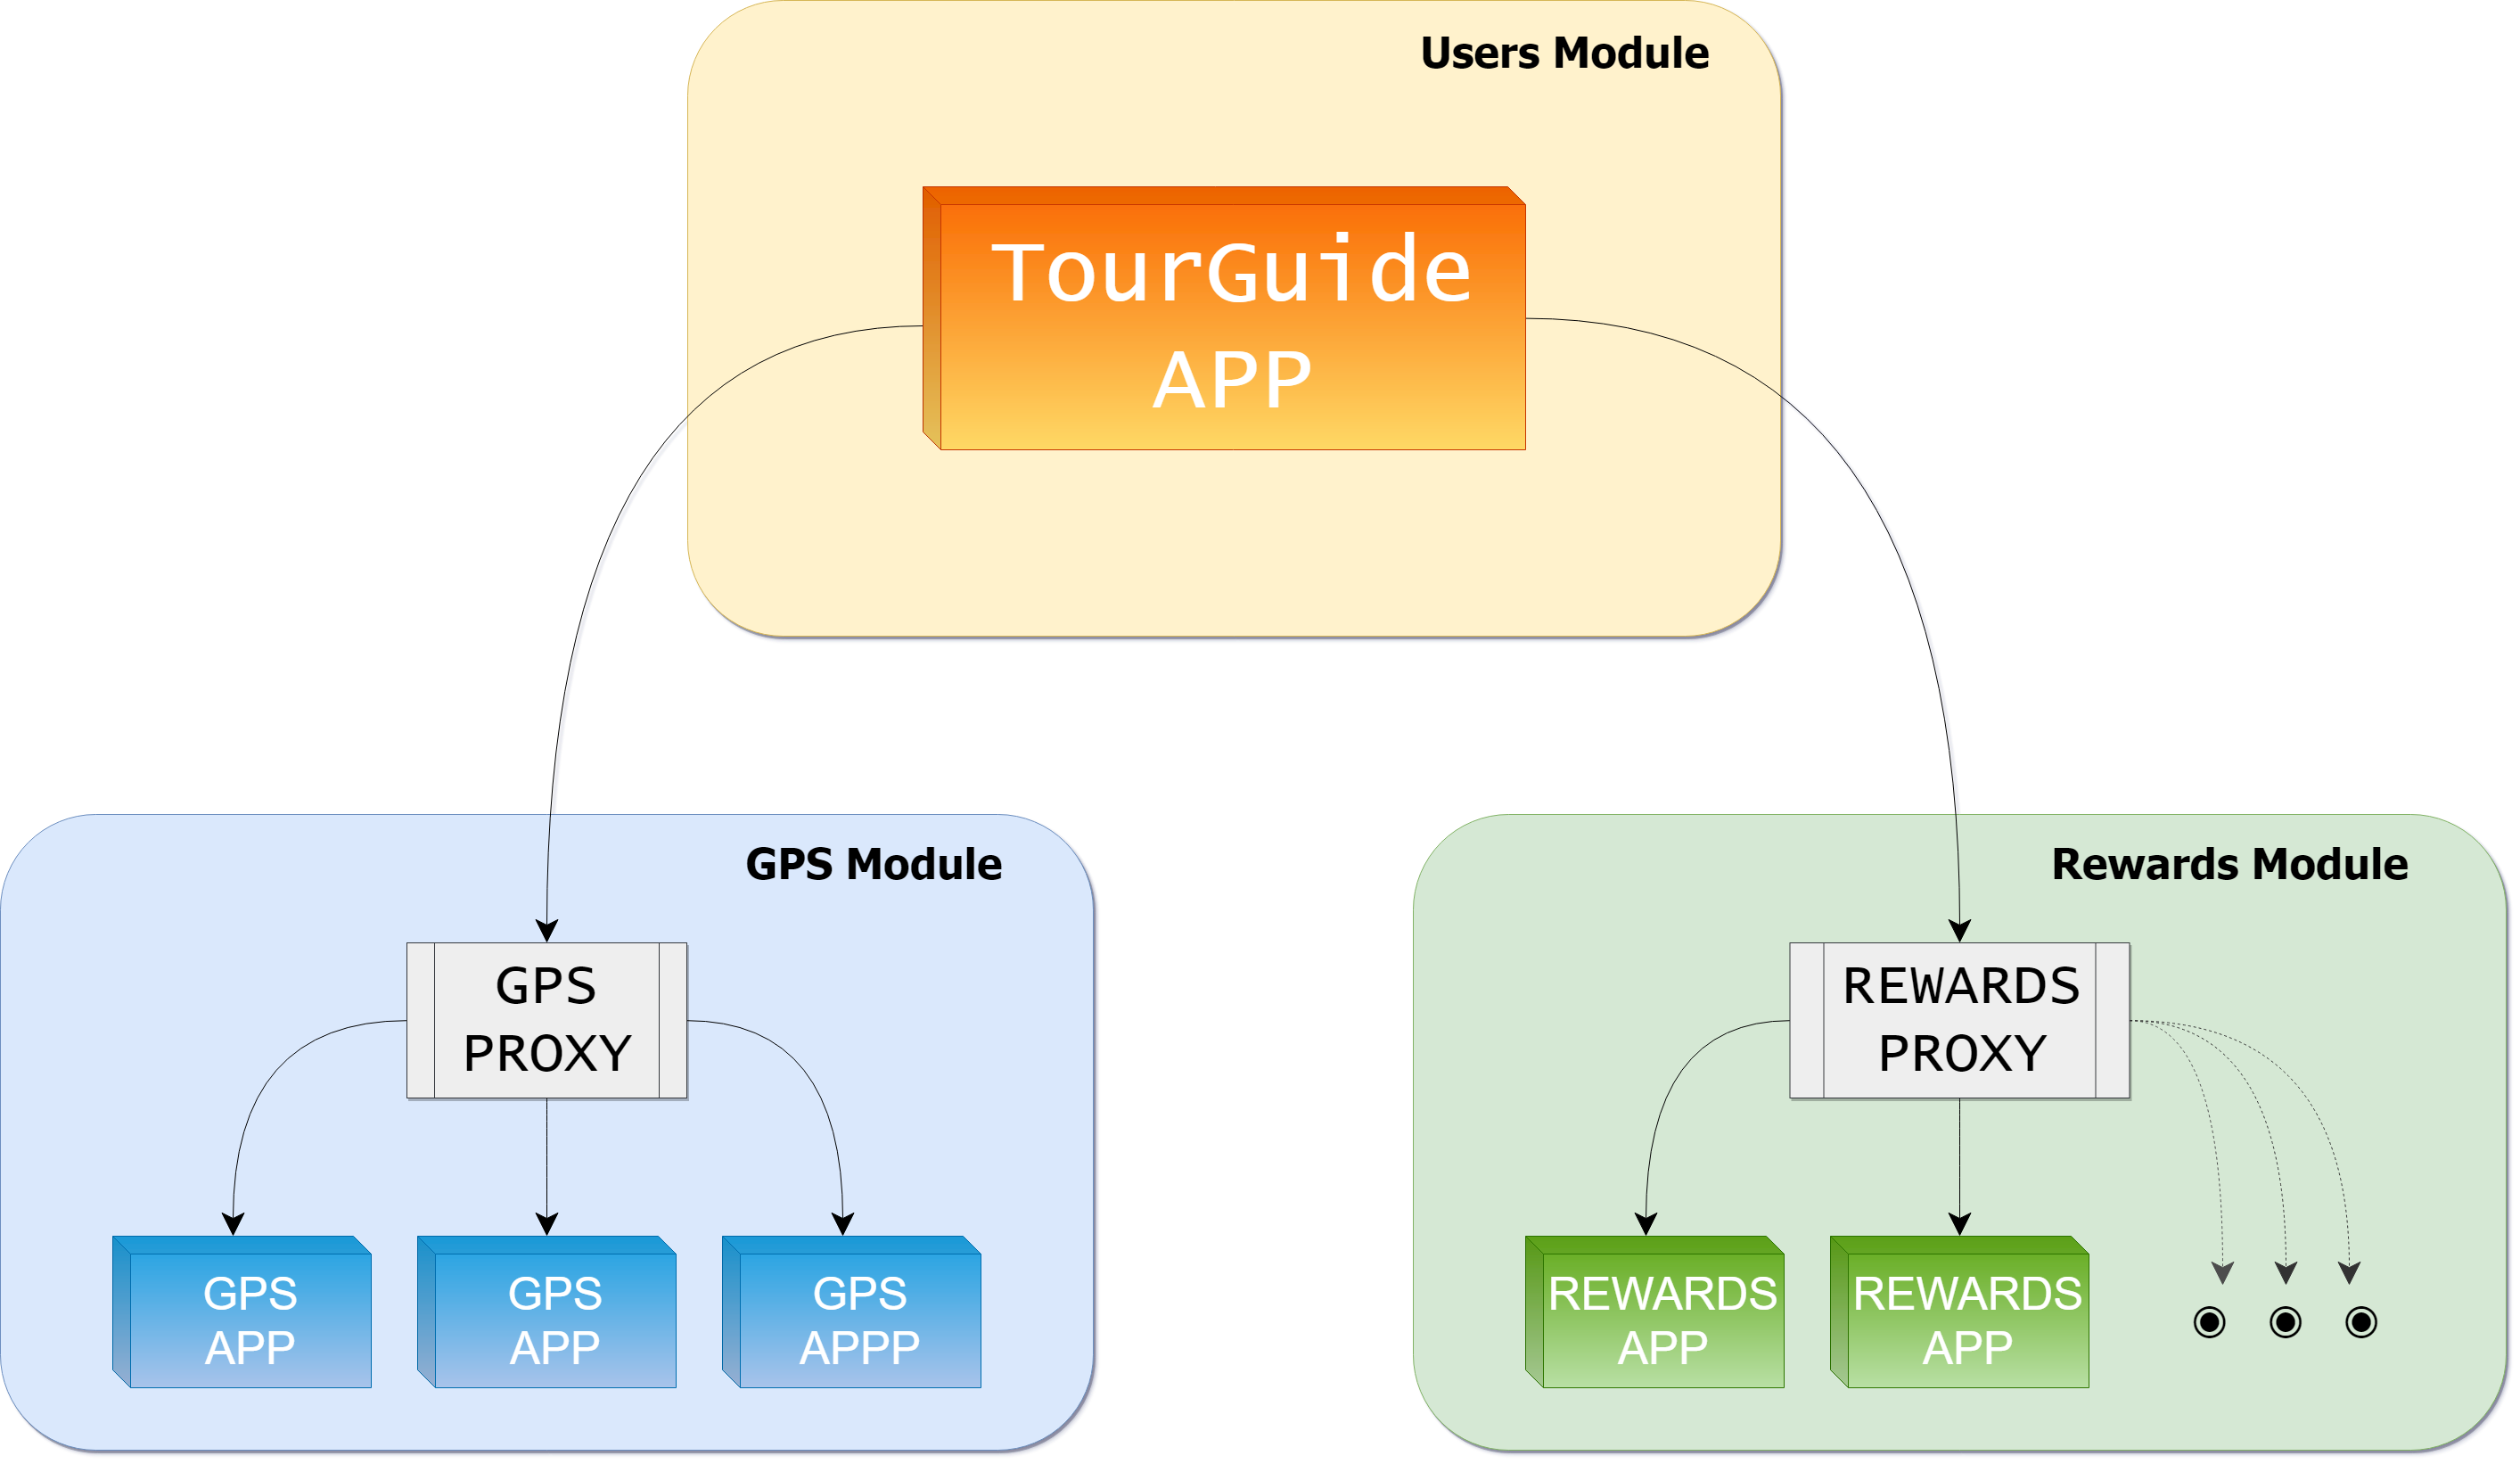 Users Module
TourGuide
APP
GPS Module
GPS
PROXY
GPS
APP
GPS
APP
GPS
APPP
Rewards Module
REWARDS
PROXY
REWARDS
APP
REWARDS
APP